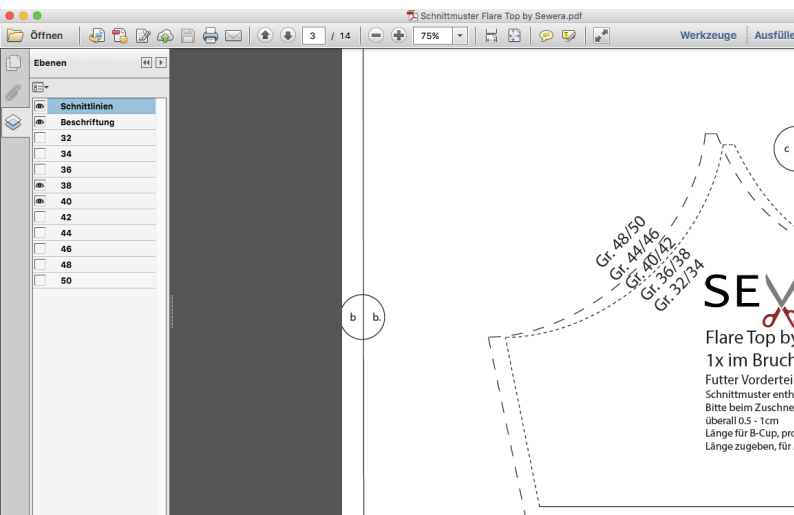 Schnittmuster Flare Top by Sewera.pdf
Öffnen
3 / 14
75%
Werkzeuge
Ebenen
Schnittlinien
Beschriftung
32
34
36
38
40
42
44
46
48
50
c
Gr. 48/50
Gr. 44/46
Gr. 40/42
Gr. 36/38
Gr. 32/34
b b.
SEW
Flare Top by
1x im Bruch
Futter Vorderteil
Schnittmuster enth
Bitte beim Zuschne
überall 0.5 - 1cm
Länge für B-Cup, pro
Länge zugeben, für